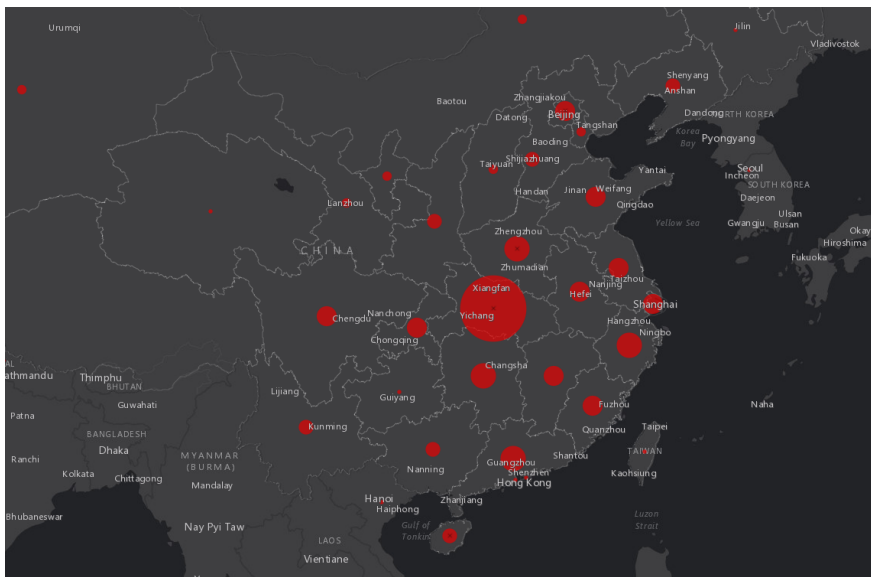 Urumqi
Jilin
Vladivostok
Shenyang
Anshan
Zhangjiakou
Baotou
Beijing
Datong
Tangshan
Dandong
NORTH KOREA
Korea
Bay
Pyongyang
Baoding
Shijiazhuang
Taiyuan
Yantai
Seoul
Incheon
SOUTH KOREA
Handan
Jinan
Weifang
Daejeon
Lanzhou
Qingdao
Ulsan
Gwangju
Busan
Yellow Sea
Okay
Hiroshima
Fukuoka
Zhengzhou
CHINA
Zhumadian
Taizhou
Nanjing
Xiangfan
Hefei
Shanghai
Nanchong
Yichang
Chengdu
Hangzhou
Ningbo
Chongqing
Changsha
AL
athmandu
Thimphu
BHUTAN
Lijiang
Guiyang
Guwahati
Fuzhou
Naha
Patna
Kunming
Quanzhou
Taipei
BANGLADESH
Dhaka
MYANMAR
(BURMA)
Ranchi
Guangzhou
Shantou
TAIWAN
Nanning
Kolkata
Chittagong
Shenzhen
Kaohsiung
Hong Kong
Mandalay
Hanoi
Zhanjiang
Haiphong
Bhubaneswar
Nay Pyi Taw
Gulf of
Tonkin
Luzon
Strait
LAOS
Vientiane